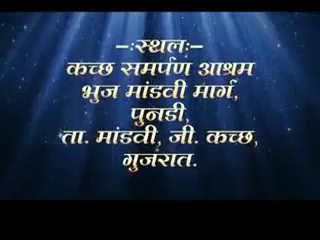 -:स्थल:-
कच्छ समर्पण आश्रम
भुज मांडवी मार्ग,
पुनडी,
ता. मांडवी, जी. कच्छ,
गुजरात.